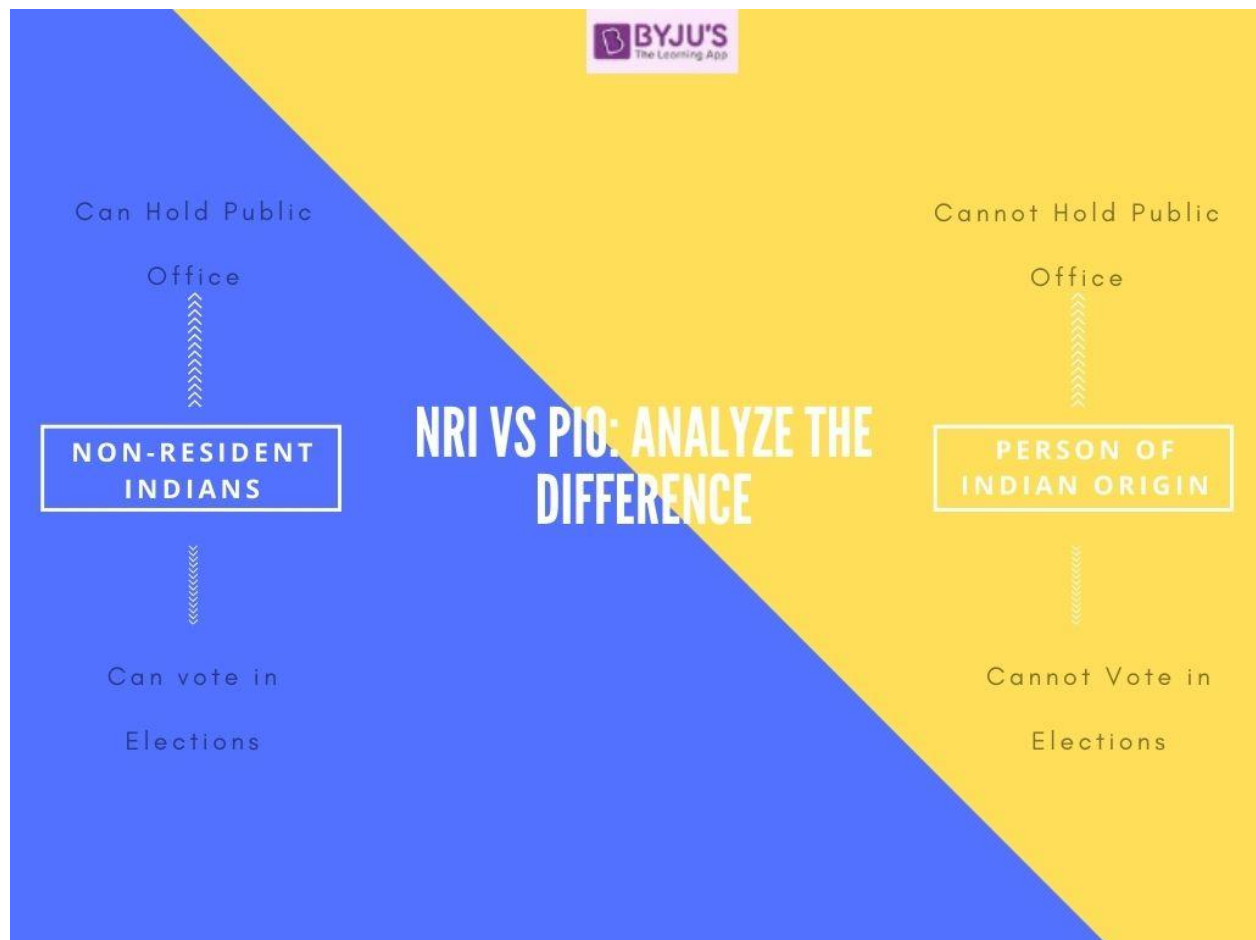 BYJU'S
The Learning App
Can Hold Public
Office
NON-RESIDENT
INDIANS
Can vote in
Elections
NRI VS PIO: ANALYZE THE
DIFFERENCE
Cannot Hold Public
Office
PERSON OF
INDIAN ORIGIN
Cannot Vote in
Elections